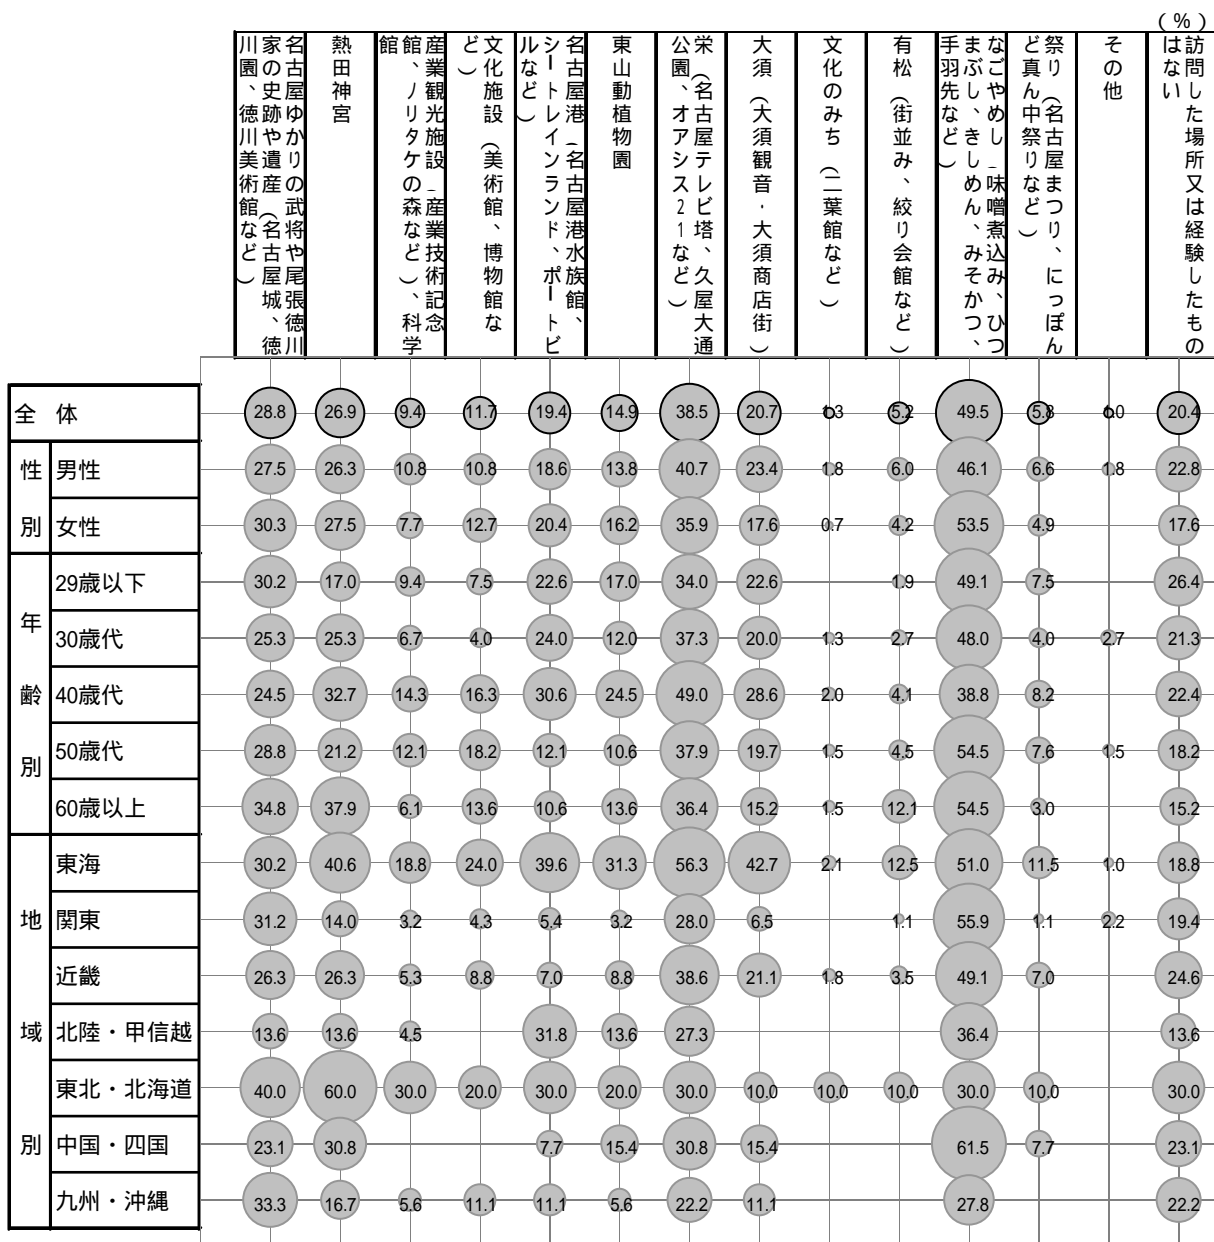 (%)
名古屋ゆかりの武将や尾張徳川
家の史跡や遺産(名古屋城、徳
川園、徳川美術館など)
熱田神宮
産業観光施設(産業技術記念
館、ノリタケの森など)、科学
館
文化施設(美術館、博物館な
ど)
名古屋港(名古屋港水族館、
シートレインランド、ポートビ
ルなど)
東山動植物園
栄(名古屋テレビ塔、久屋大通
公園、オアシス21など)
大須(大須観音・大須商店街)
文化のみち(二葉館など)
有松(街並み、絞り会館など)
なごやめし(味噌煮込み、ひつ
まぶし、きしめん、みそかつ、
手羽先など)
祭り(名古屋まつり、にっぽん
ど真ん中祭りなど)
その他
訪問した場所又は経験したもの
はない
全体 28.8 26.9 9.4 11.7 19.4 14.9 38.5 20.7 1.3 5.2 49.5 5.8 1.0 20.4
性別
男性 27.5 26.3 10.8 10.8 18.6 13.8 40.7 23.4 1.8 6.0 46.1 6.6 1.8 22.8
女性 30.3 27.5 7.7 12.7 20.4 16.2 35.9 17.6 0.7 4.2 53.5 4.9 17.6
年齢別
29歳以下 30.2 17.0 9.4 7.5 22.6 17.0 34.0 22.6 1.9 49.1 7.5 26.4
30歳代 25.3 25.3 6.7 4.0 24.0 12.0 37.3 20.0 1.3 2.7 48.0 4.0 2.7 21.3
40歳代 24.5 32.7 14.3 16.3 30.6 24.5 49.0 28.6 2.0 4.1 38.8 8.2 22.4
50歳代 28.8 21.2 12.1 18.2 12.1 10.6 37.9 19.7 1.5 4.5 54.5 7.6 1.5 18.2
60歳以上 34.8 37.9 6.1 13.6 10.6 13.6 36.4 15.2 1.5 12.1 54.5 3.0 15.2
地域別
東海 30.2 40.6 18.8 24.0 39.6 31.3 56.3 42.7 2.1 12.5 51.0 11.5 1.0 18.8
関東 31.2 14.0 3.2 4.3 5.4 3.2 28.0 6.5 1.1 55.9 1.1 2.2 19.4
近畿 26.3 26.3 5.3 8.8 7.0 8.8 38.6 21.1 1.8 3.5 49.1 7.0 24.6
北陸・甲信越 13.6 13.6 4.5 31.8 13.6 27.3 36.4 13.6
東北・北海道 40.0 60.0 30.0 20.0 30.0 20.0 30.0 10.0 10.0 10.0 30.0 10.0 30.0
中国・四国 23.1 30.8 7.7 15.4 30.8 15.4 61.5 7.7 23.1
九州・沖縄 33.3 16.7 5.6 11.1 11.1 5.6 22.2 11.1 27.8 22.2